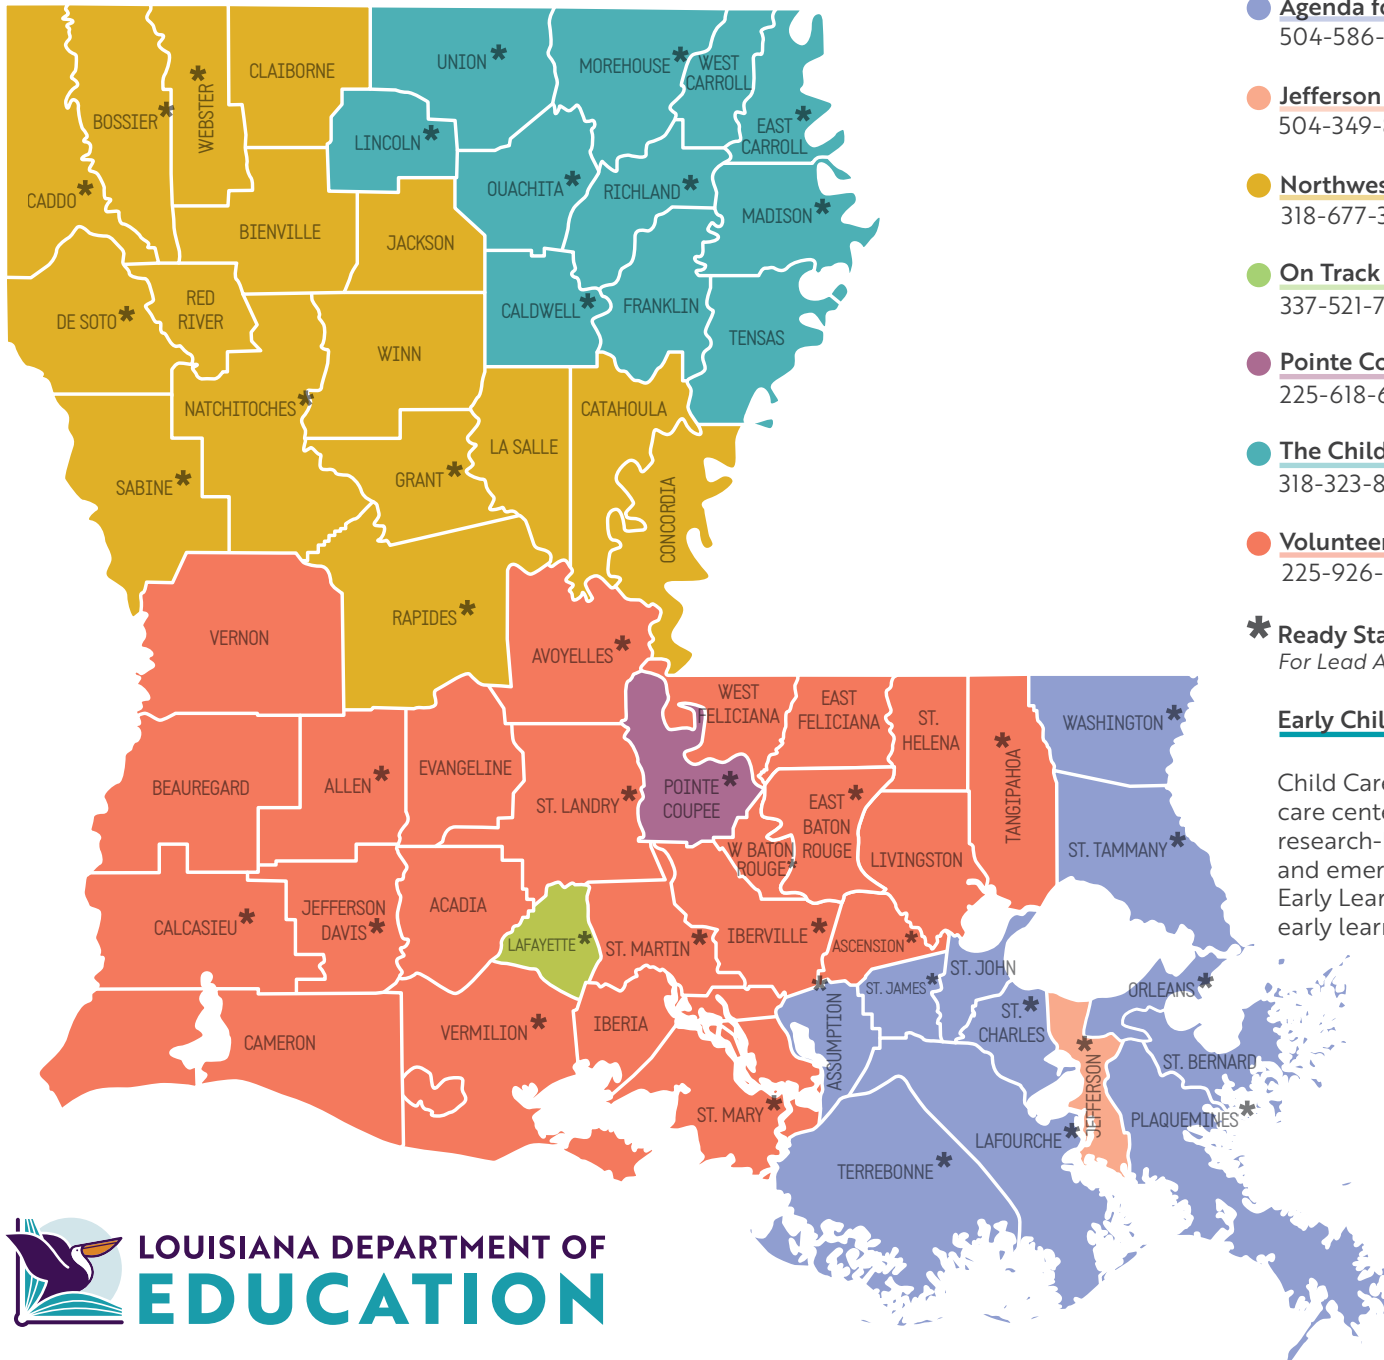 UNION *
MOREHOUSE *
WEST
CARROLL
CLAIBORNE
WEBSTER *
BOSSIER *
LINCOLN *
EAST *
CARROLL
CADDO *
OUACHITA *
RICHLAND *
MADISON *
BIENVILLE
JACKSON
RED
RIVER
DE SOTO *
CALDWELL *
FRANKLIN
TENSAS
WINN
NATCHITOCHES *
CATAHOULA
LA SALLE
GRANT *
SABINE *
CONCORDIA
RAPIDES *
VERNON
AVOYELLES *
WEST
FELICIANA
EAST
FELICIANA
ST.
HELENA
TANGIPAHOA *
WASHINGTON *
BEAUREGARD
ALLEN *
EVANGELINE
ST. LANDRY *
POINTE *
COUPEE
EAST *
BATON
ROUGE
W BATON
ROUGE *
LIVINGSTON
ST. TAMMANY *
CALCASIEU *
JEFFERSON
DAVIS *
ACADIA
LAFAYETTE *
ST. MARTIN *
IBERVILLE *
ASCENSION *
ST. JOHN
ST. JAMES *
ORLEANS *
CAMERON
VERMILION *
IBERIA
ASSUMPTION *
ST. *
CHARLES
JEFFERSON *
ST. BERNARD
ST. MARY *
LAFOURCHE *
PLAQUEMINES *
TERREBONNE *
Agenda fo
504-586-
Jefferson
504-349-
Northwes
318-677-3
On Track
337-521-7
Pointe Co
225-618-6
The Child
318-323-8
Volunteer
225-926-
* Ready Sta
For Lead A
Early Chil
Child Care
care cente
research-
and emer
Early Lear
early learn
LOUISIANA DEPARTMENT OF
EDUCATION